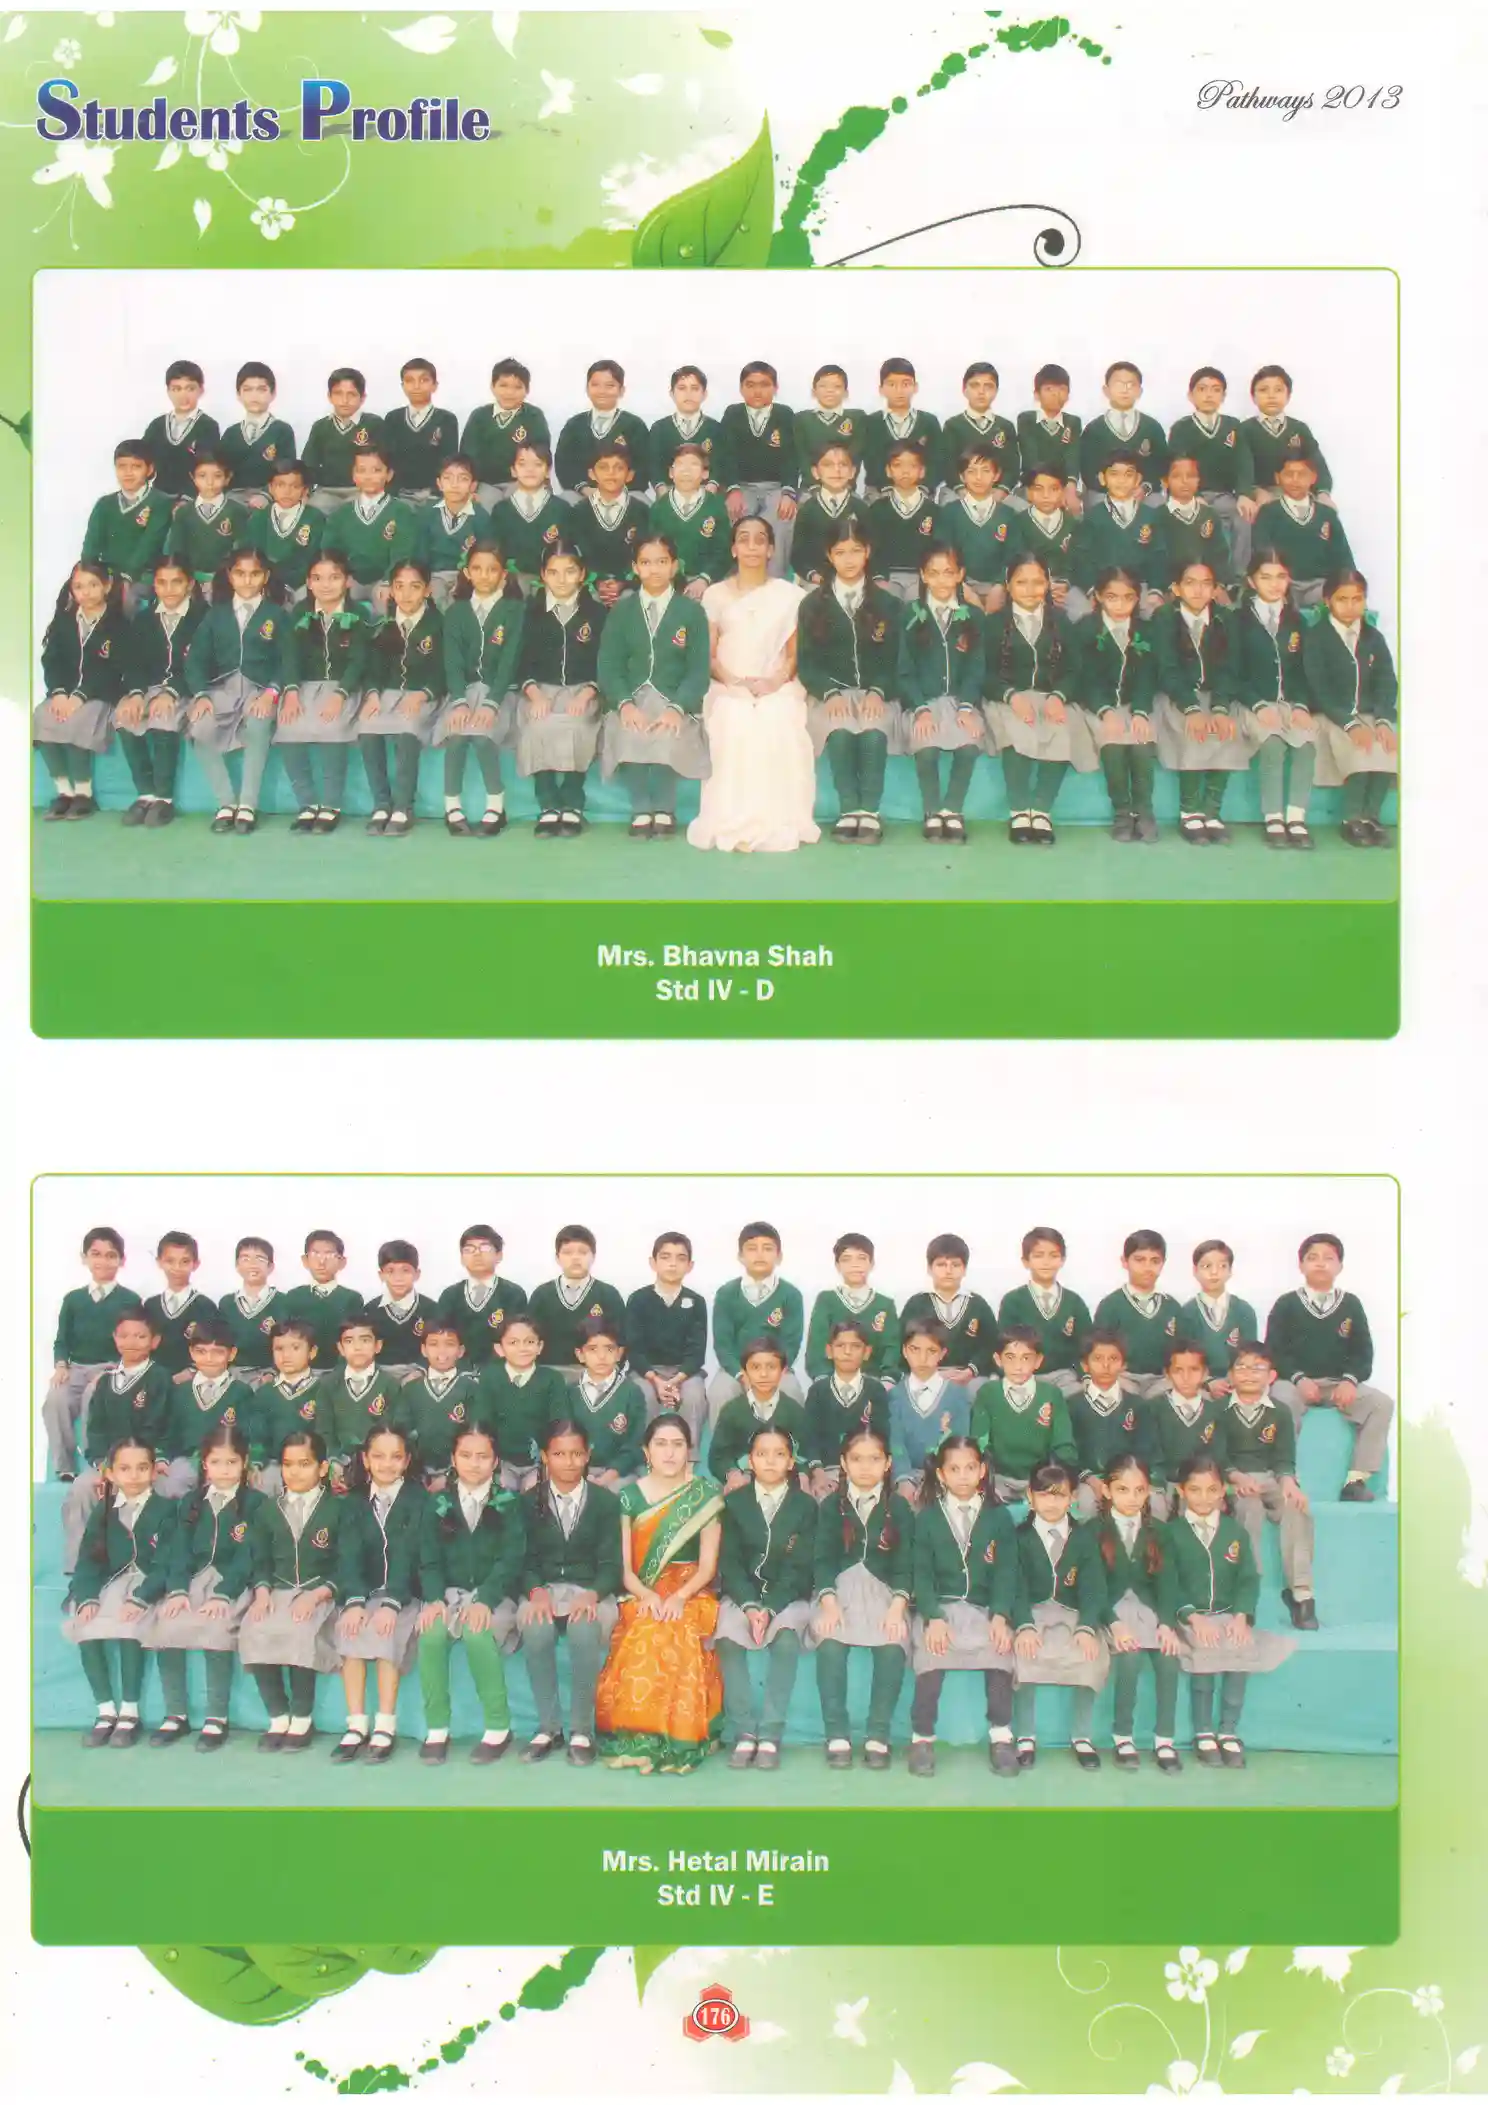 Students Profile
Pathways 2013
Mrs. Bhavna Shah
Std IV - D
Mrs. Hetal Mirain
Std IV - E
176